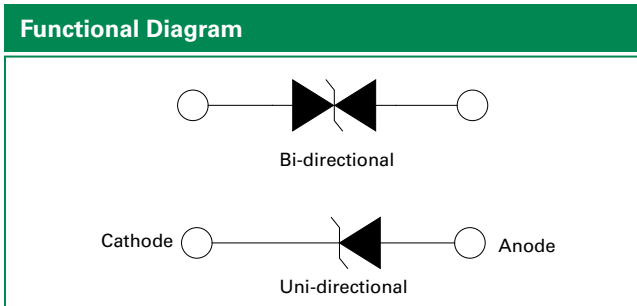 Functional Diagram
Bi-directional
Cathode
Anode
Uni-directional